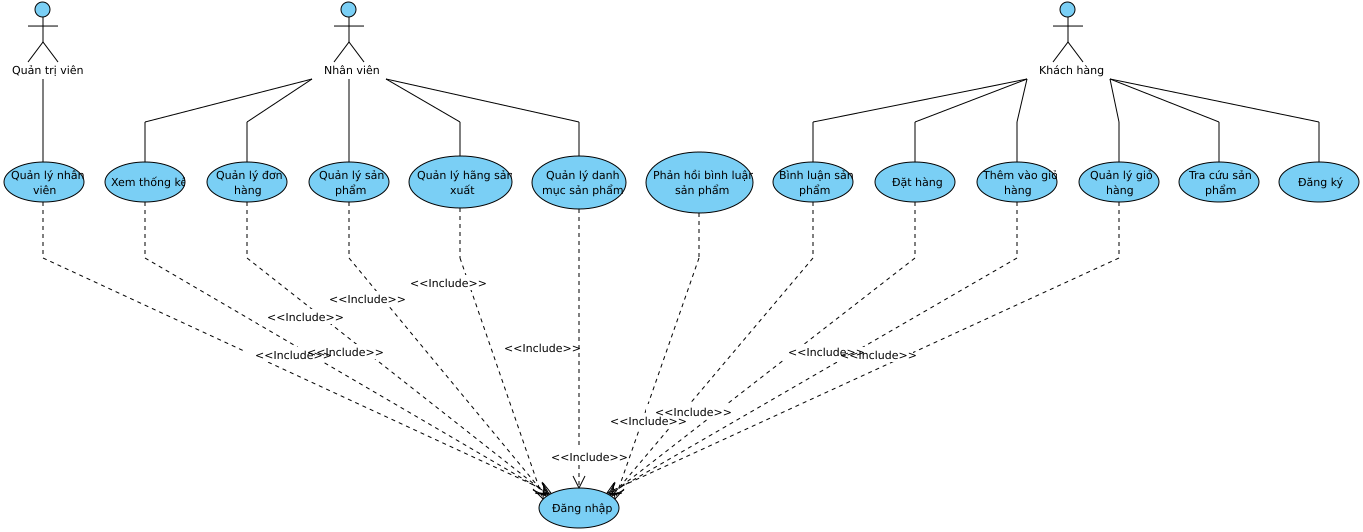 Quản trị viên
Nhân viên
Khách hàng
Quản lý nhân
viên
Xem thống kê
Quản lý đơn
hàng
Quản lý sản
phẩm
Quản lý hãng sản
xuất
Quản lý danh
mục sản phẩm
Phản hồi bình luận
sản phẩm
Bình luận sản
phẩm
Đặt hàng
Thêm vào giỏ
hàng
Quản lý giỏ
hàng
Tra cứu sản
phẩm
Đăng ký
<<Include>>
<<Include>>
<<Include>>
<<Include>>
<<Include>>
<<Include>>
<<Include>>
<<Include>>
<<Include>>
<<Include>>
<<Include>>
Đăng nhập